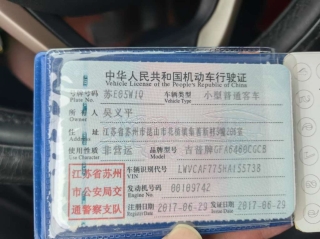 中华人民共和国机动车行驶证
Vehicle License of the People's Republic of China
号牌号码 苏E85W1Q 车辆类型 小型普通客车
Plate No. Vehicle Type
所有人 吴义平
Owner
住址 江苏省苏州市昆山市
Address
使用性质 非营运 品牌型号
Use Character Model
江苏省苏
州市公安局交
通警察支队
车辆识别代号
VIN
发动机号码 00109742
Engine No.
注册日期 2017-06-29 发证日期 2017-06-29
Register Date Issue Date